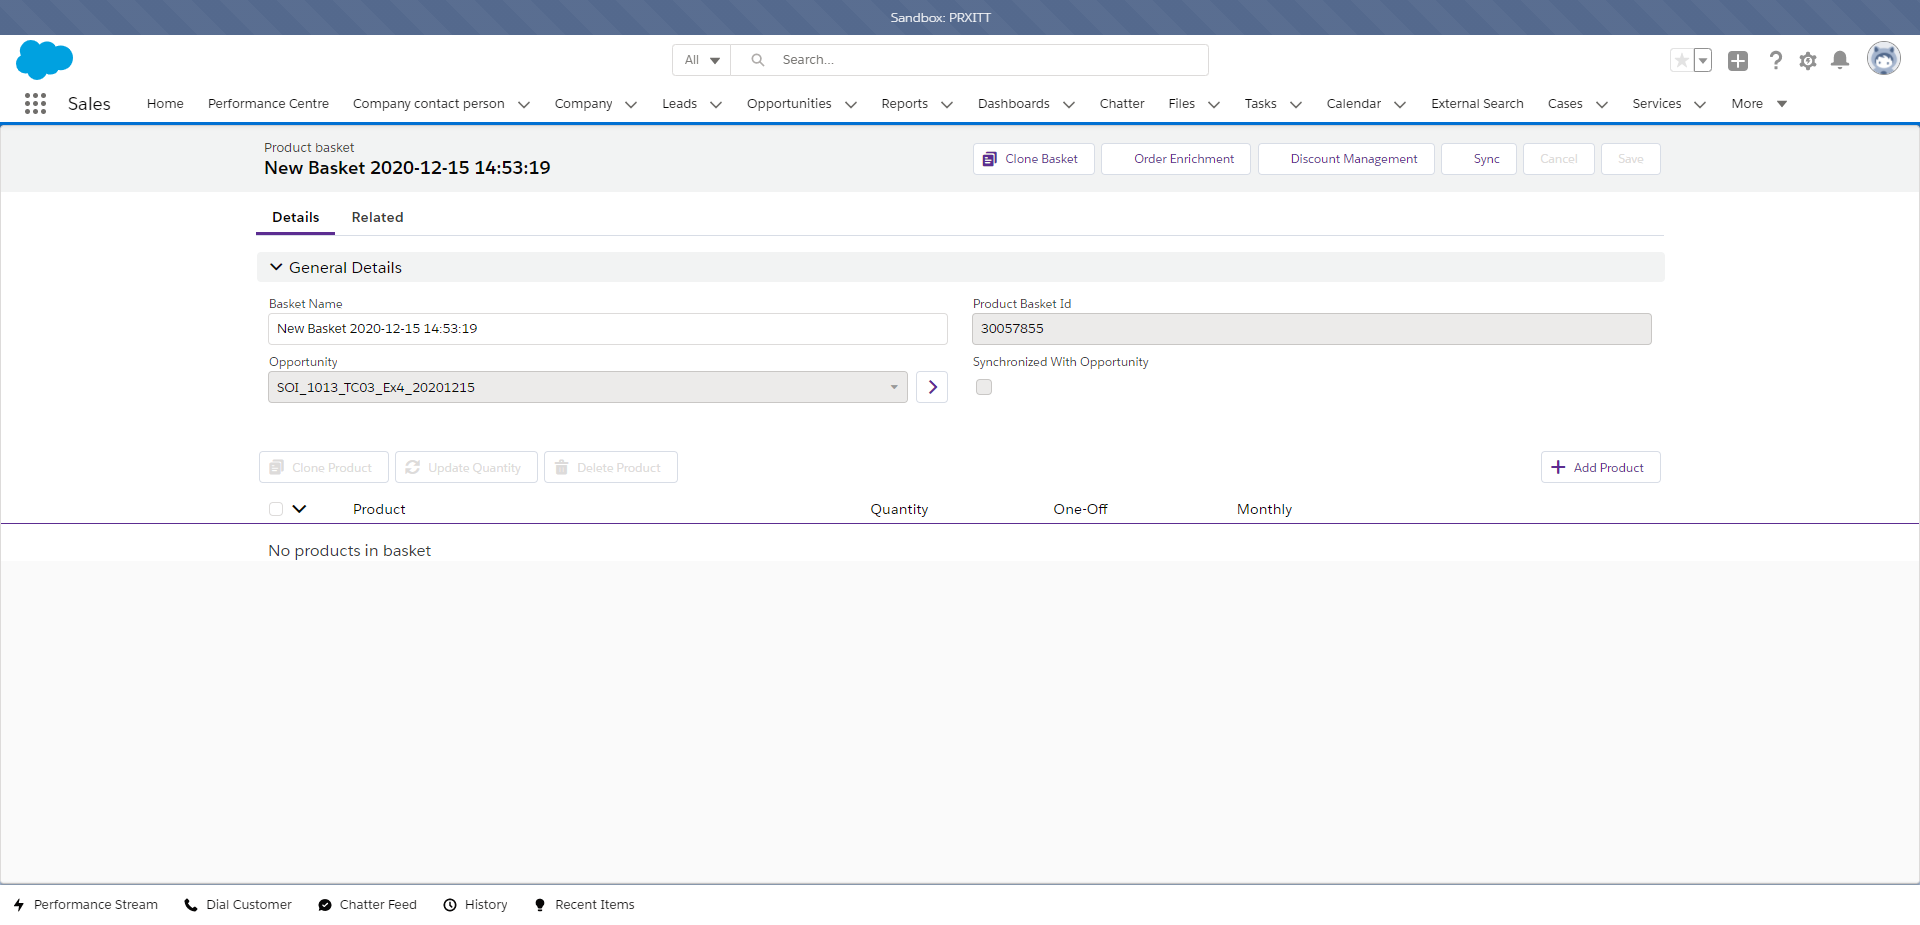 Sandbox: PRXITT
All
Search...
Sales
Home
Performance Centre
Company contact person
Company
Leads
Opportunities
Reports
Dashboards
Chatter
Files
Tasks
Calendar
External Search
Cases
Services
More
Product basket
New Basket 2020-12-15 14:53:19
Clone Basket
Order Enrichment
Discount Management
Sync
Cancel
Save
Details
Related
General Details
Basket Name
New Basket 2020-12-15 14:53:19
Product Basket Id
30057855
Opportunity
SOI_1013_TC03_Ex4_20201215
Synchronized With Opportunity
Clone Product
Update Quantity
Delete Product
Add Product
Product
Quantity
One-Off
Monthly
No products in basket
Performance Stream
Dial Customer
Chatter Feed
History
Recent Items